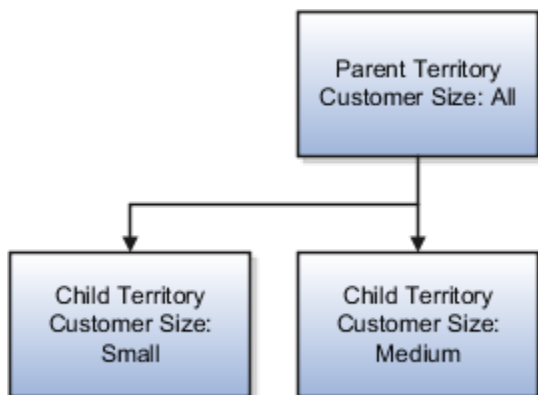 Parent Territory
Customer Size: All
Child Territory
Customer Size:
Small
Child Territory
Customer Size:
Medium